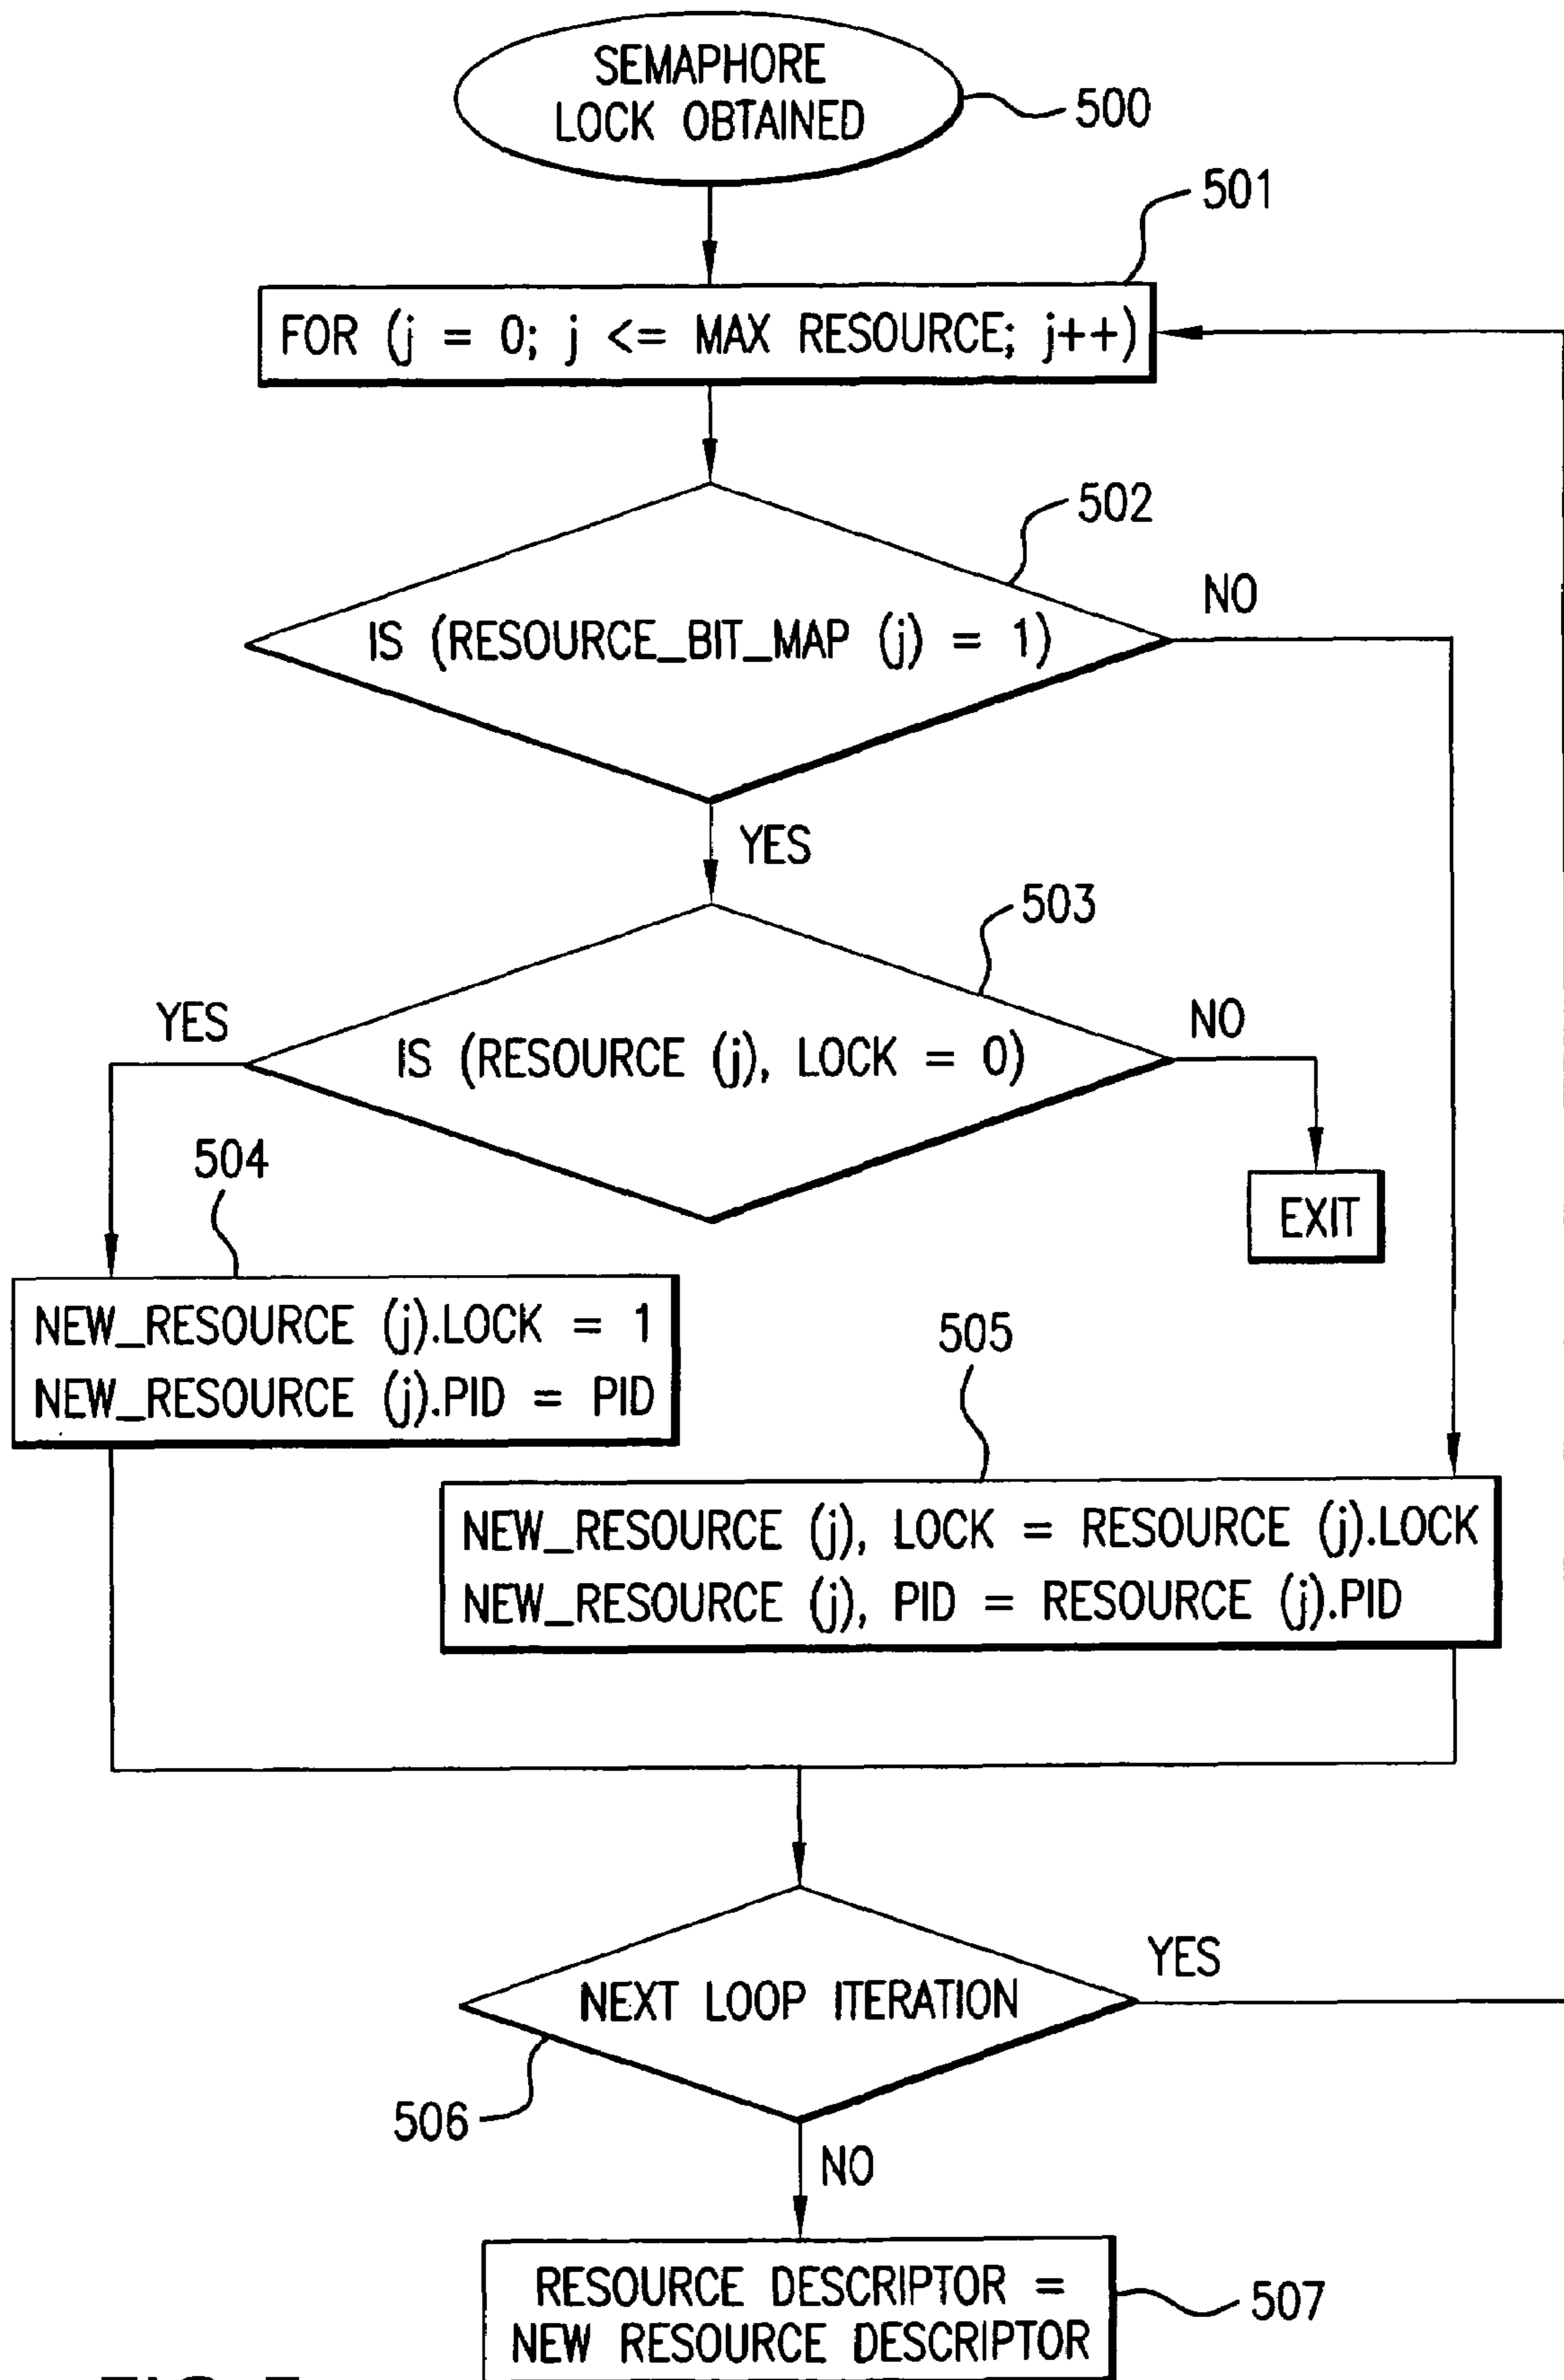 SEMAPHORE
LOCK OBTAINED
500
501
FOR (j = 0; j <= MAX RESOURCE; j++)
502
IS (RESOURCE_BIT_MAP (j) = 1)
NO
YES
503
IS (RESOURCE (j), LOCK = 0)
YES
NO
EXIT
504
NEW_RESOURCE (j).LOCK = 1
NEW_RESOURCE (j).PID = PID
505
NEW_RESOURCE (j), LOCK = RESOURCE (j).LOCK
NEW_RESOURCE (j), PID = RESOURCE (j).PID
NEXT LOOP ITERATION
YES
506
NO
RESOURCE DESCRIPTOR =
NEW RESOURCE DESCRIPTOR
507